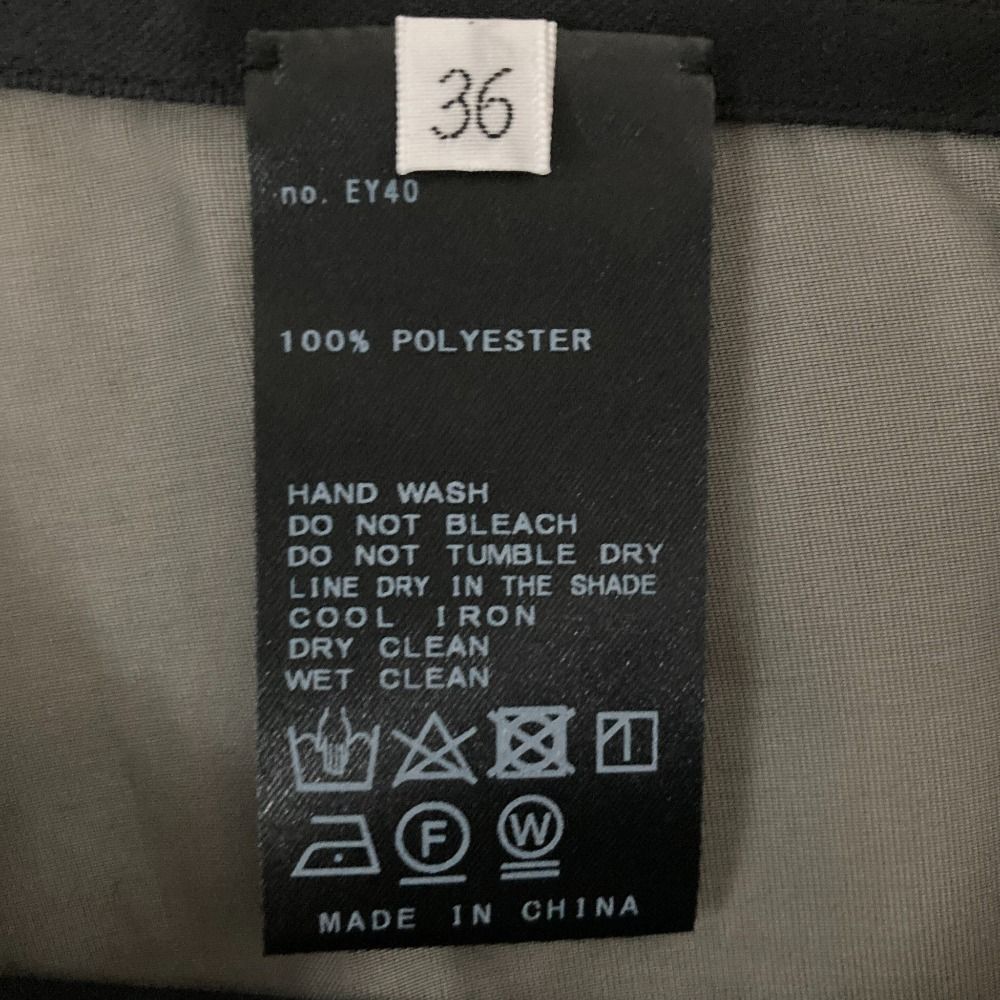 36
no. EY40
100% POLYESTER
HAND WASH
DO NOT BLEACH
DO NOT TUMBLE DRY
LINE DRY IN THE SHADE
COOL IRON
DRY CLEAN
WET CLEAN
F W
MADE IN CHINA